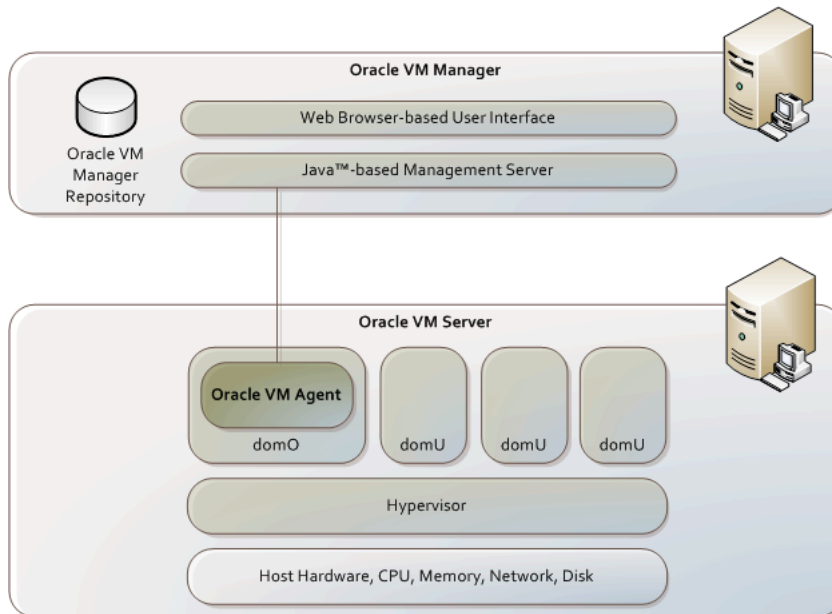 Oracle VM Manager
Web Browser-based User Interface
Java™-based Management Server
Oracle VM
Manager
Repository
Oracle VM Server
Oracle VM Agent
domO
domU
domU
domU
Hypervisor
Host Hardware, CPU, Memory, Network, Disk